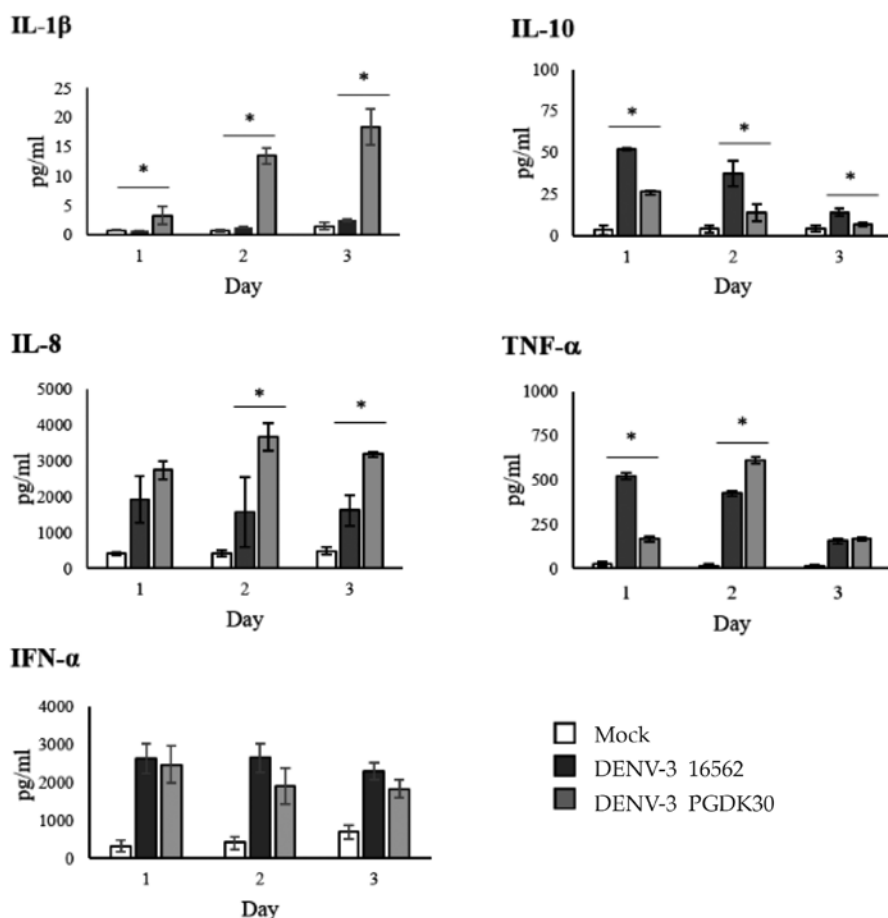 IL-1β
25
20
15
10
5
0
pg/ml
*
*
*
1 2 3
Day
IL-10
100
75
50
25
0
pg/ml
*
*
*
1 2 3
Day
IL-8
5000
4000
3000
2000
1000
0
pg/ml
*
*
1 2 3
Day
TNF-α
1000
750
500
250
0
pg/ml
*
*
1 2 3
Day
IFN-α
4000
3000
2000
1000
0
pg/ml
1 2 3
Day
Mock
DENV-3 16562
DENV-3 PGDK30